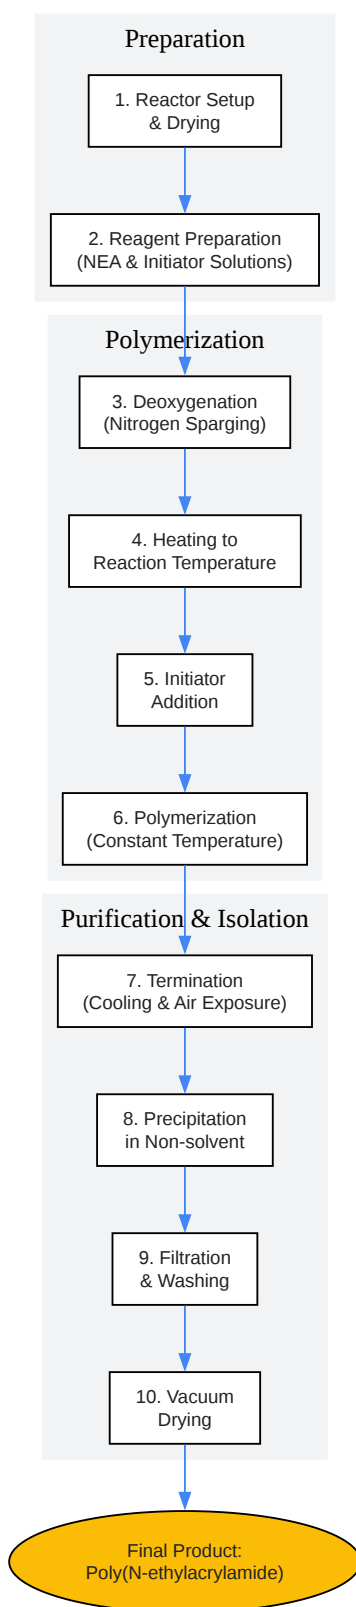 Preparation
1. Reactor Setup
& Drying
2. Reagent Preparation
(NEA & Initiator Solutions)
Polymerization
3. Deoxygenation
(Nitrogen Sparging)
4. Heating to
Reaction Temperature
5. Initiator
Addition
6. Polymerization
(Constant Temperature)
Purification & Isolation
7. Termination
(Cooling & Air Exposure)
8. Precipitation
in Non-solvent
9. Filtration
& Washing
10. Vacuum
Drying
Final Product:
Poly(N-ethylacrylamide)